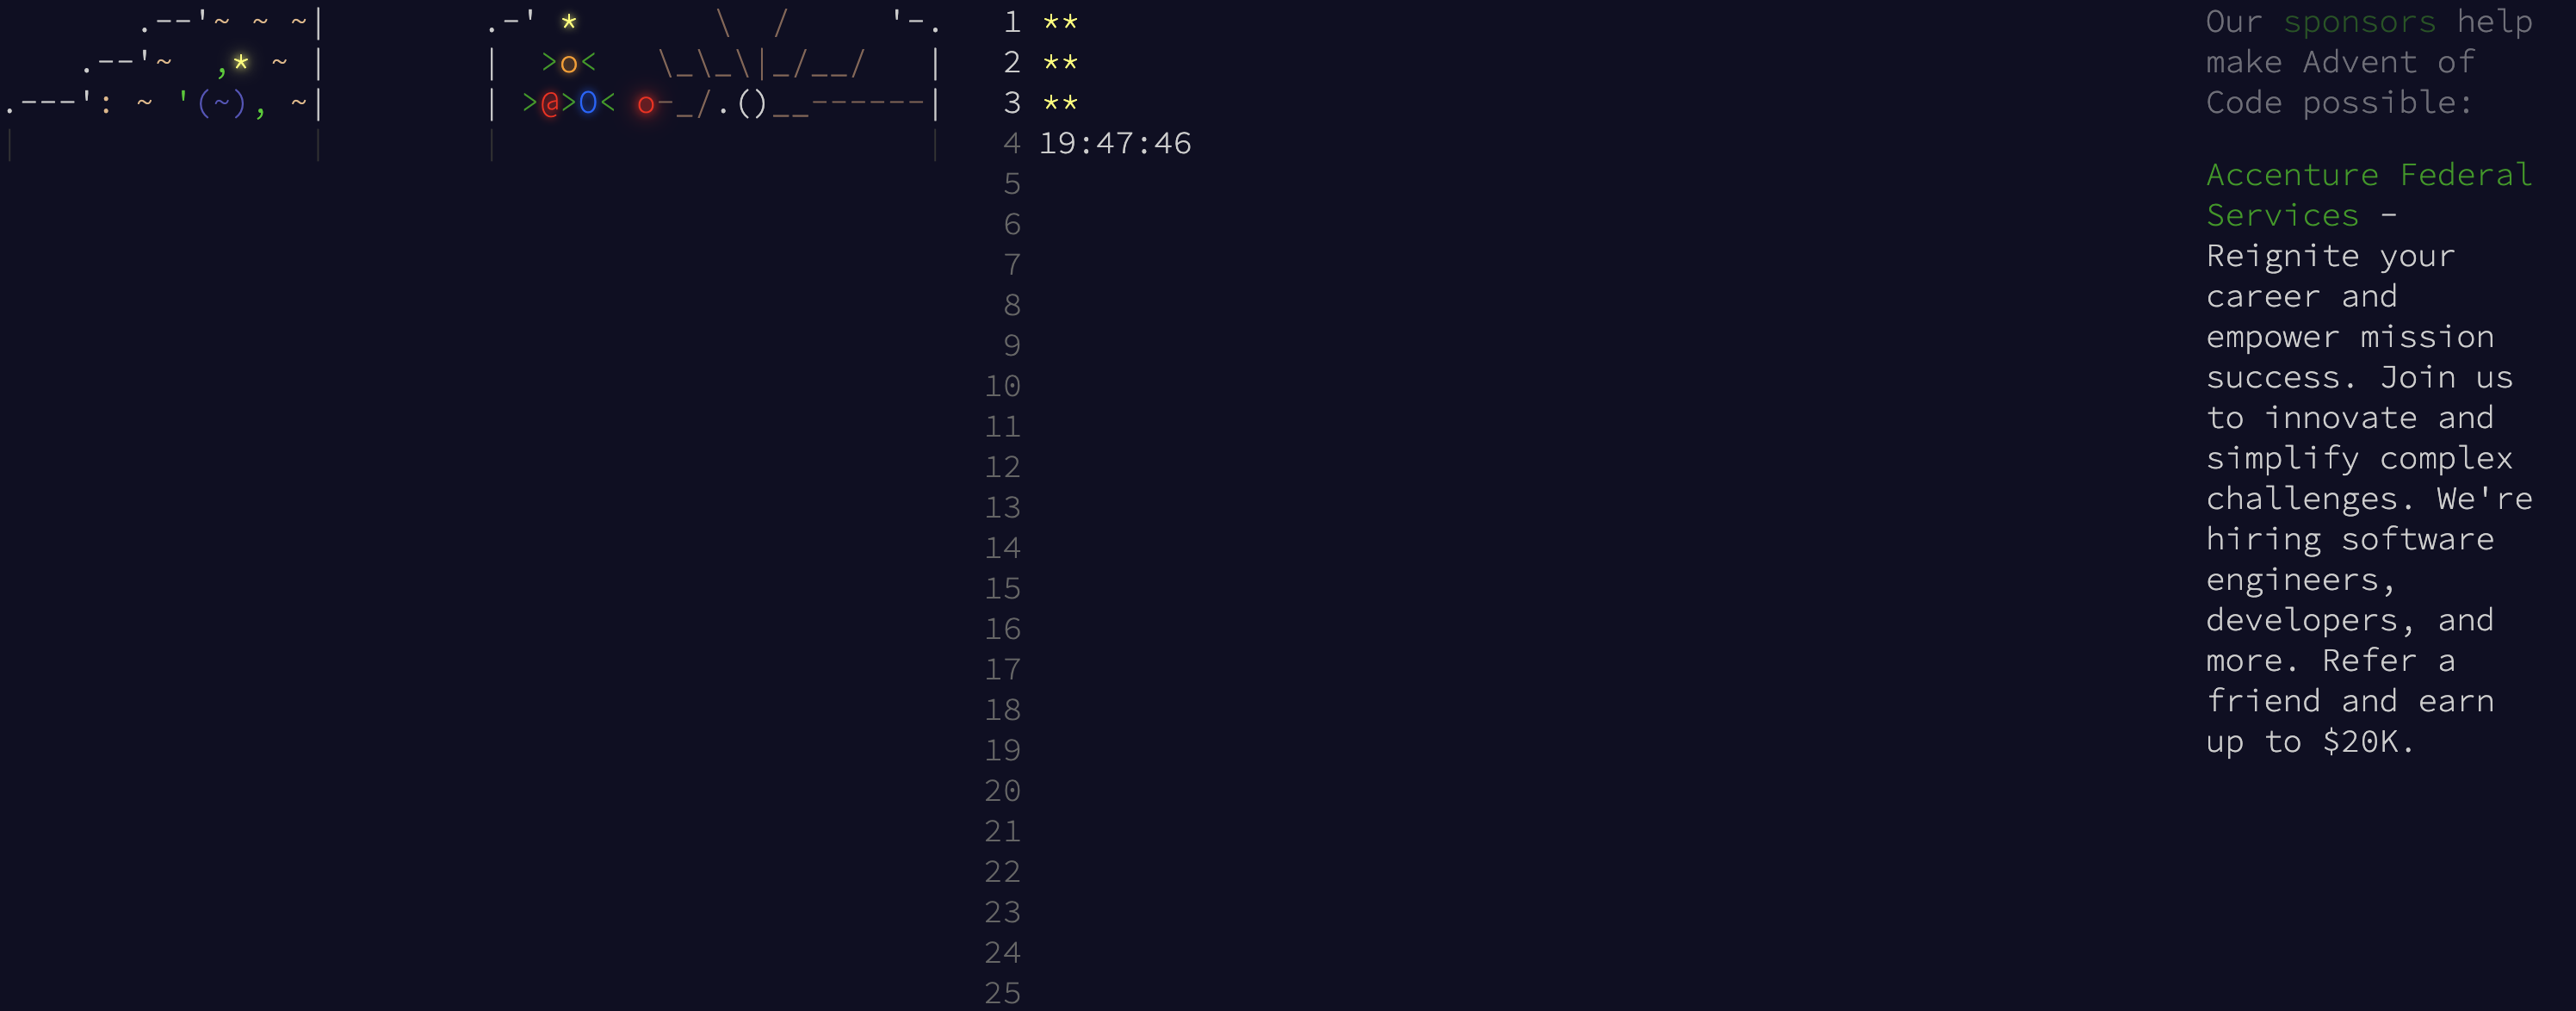 .--'~ ~ ~|        .-' *       \  /     '-.   1 **
      .--'~  ,* ~ |        |  >o<   \_\_\|_/__/   |   2 **
  .---': ~ '(~), ~|        | >@>O< o-_/.()__------|   3 **
  |               |        |                      |   4 19:47:46
5
6
7
8
9
10
11
12
13
14
15
16
17
18
19
20
21
22
23
24
25
Our sponsors help
make Advent of
Code possible:
Accenture Federal
Services -
Reignite your
career and
empower mission
success. Join us
to innovate and
simplify complex
challenges. We're
hiring software
engineers,
developers, and
more. Refer a
friend and earn
up to $20K.